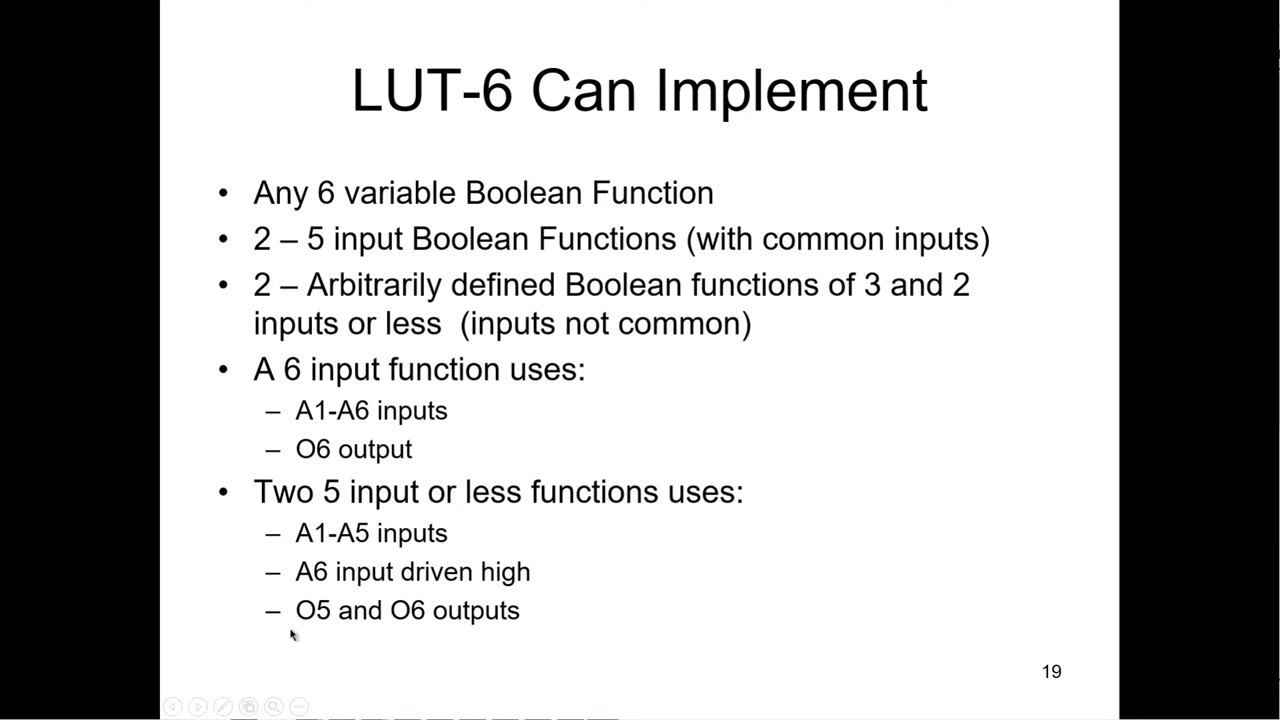 LUT-6 Can Implement
• Any 6 variable Boolean Function
• 2 – 5 input Boolean Functions (with common inputs)
• 2 – Arbitrarily defined Boolean functions of 3 and 2
inputs or less  (inputs not common)
• A 6 input function uses:
– A1-A6 inputs
– O6 output
• Two 5 input or less functions uses:
– A1-A5 inputs
– A6 input driven high
– O5 and O6 outputs
19